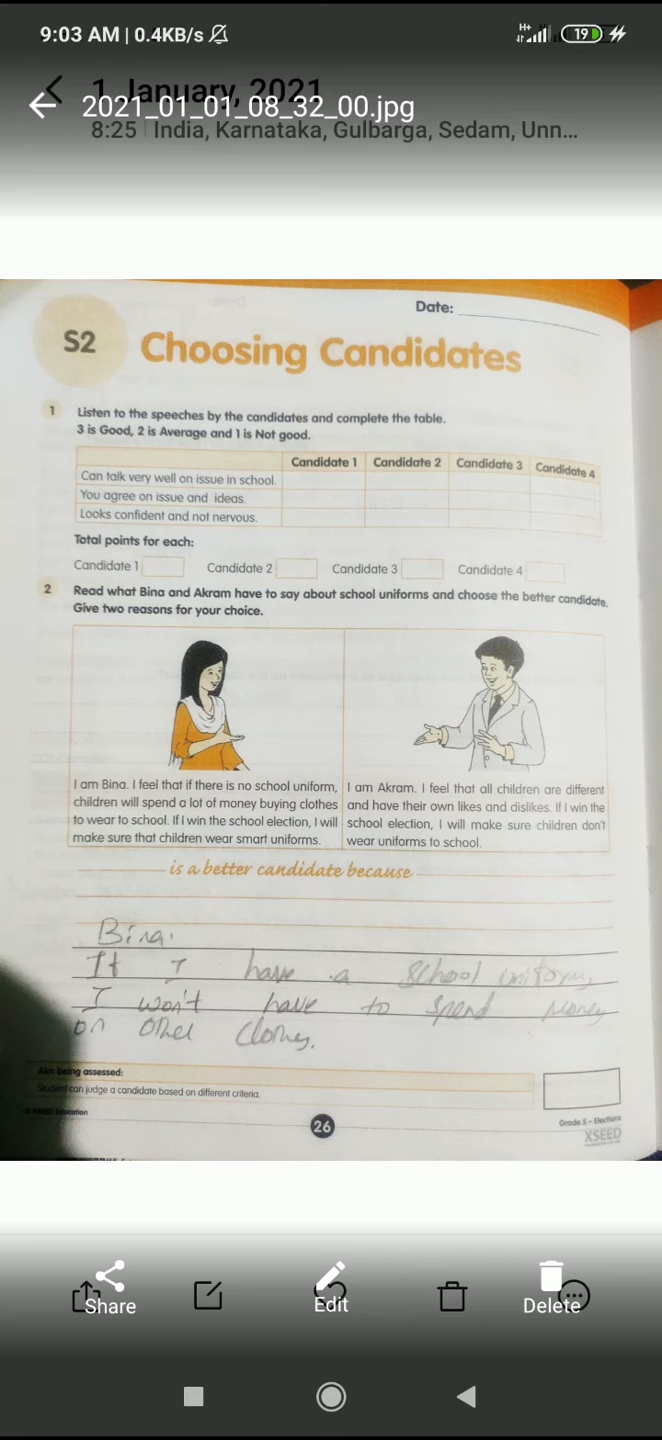 9:03 AM | 0.4KB/s
H+
19
1 January, 2021
2021_01_01_08_32_00.jpg
8:25 India, Karnataka, Gulbarga, Sedam, Unn...
Date:
S2
Choosing Candidates
1 Listen to the speeches by the candidates and complete the table.
3 is Good, 2 is Average and 1 is Not good.
Candidate 1 Candidate 2 Candidate 3 Candidate 4
Can talk very well on issue in school.
You agree on issue and ideas.
Looks confident and not nervous.
Total points for each:
Candidate 1 Candidate 2 Candidate 3 Candidate 4
2 Read what Bina and Akram have to say about school uniforms and choose the better candidate.
Give two reasons for your choice.
I am Bina. I feel that if there is no school uniform,
children will spend a lot of money buying clothes
to wear to school. If I win the school election, I will
make sure that children wear smart uniforms.
I am Akram. I feel that all children are different
and have their own likes and dislikes. If I win the
school election, I will make sure children don't
wear uniforms to school.
is a better candidate because
Bina.
If I have a school uniform,
I won't have to spend money
on other clothes.
Aim being assessed:
Student can judge a candidate based on different criteria.
© XSEED Education
26
Grade 5 - Elections
XSEED
Share
Edit
Delete